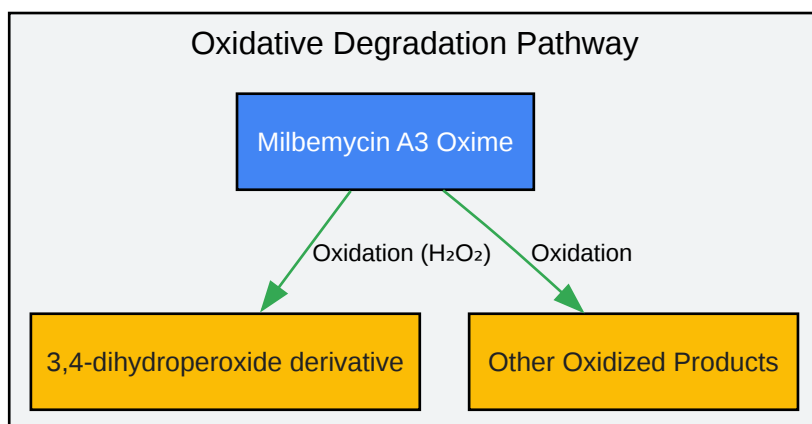 Oxidative Degradation Pathway
Milbemycin A3 Oxime
Oxidation (H₂O₂)
Oxidation
3,4-dihydroperoxide derivative
Other Oxidized Products